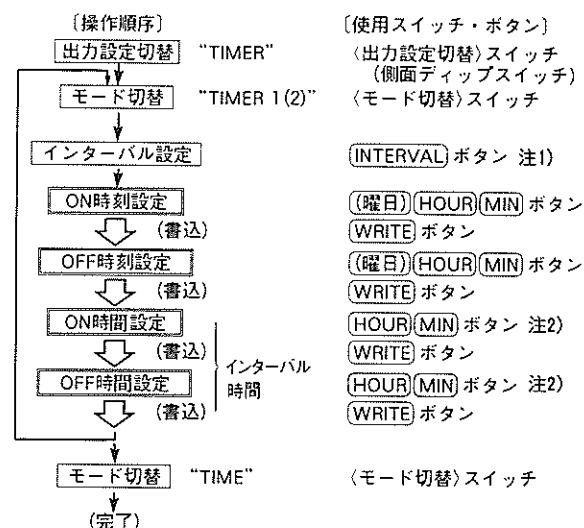 〔操作順序〕 〔使用スイッチ・ボタン〕
出力設定切替 “TIMER” 〈出力設定切替〉スイッチ
(側面ディップスイッチ)
モード切替 “TIMER 1(2)” 〈モード切替〉スイッチ
インターバル設定 (INTERVAL)ボタン 注1)
ON時刻設定 ((曜日))(HOUR)(MIN)ボタン
(書込) (WRITE)ボタン
OFF時刻設定 ((曜日))(HOUR)(MIN)ボタン
(書込) (WRITE)ボタン
ON時間設定 (HOUR)(MIN)ボタン 注2)
(書込) インターバル時間 (WRITE)ボタン
OFF時間設定 (HOUR)(MIN)ボタン 注2)
(書込) (WRITE)ボタン
モード切替 “TIME” 〈モード切替〉スイッチ
(完了)